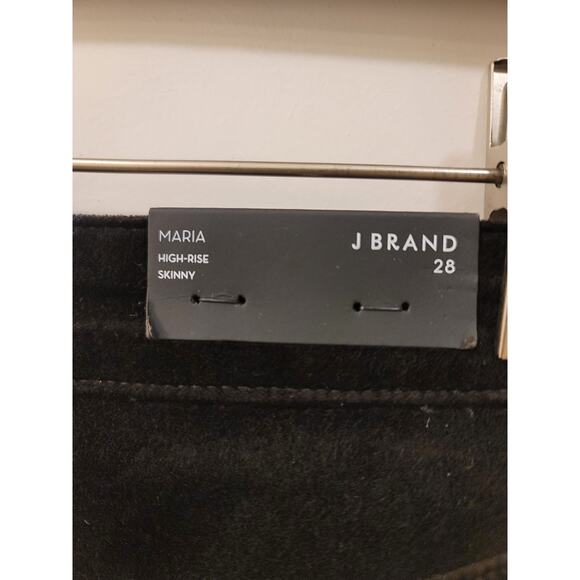 MARIA
HIGH-RISE
SKINNY
J BRAND
28